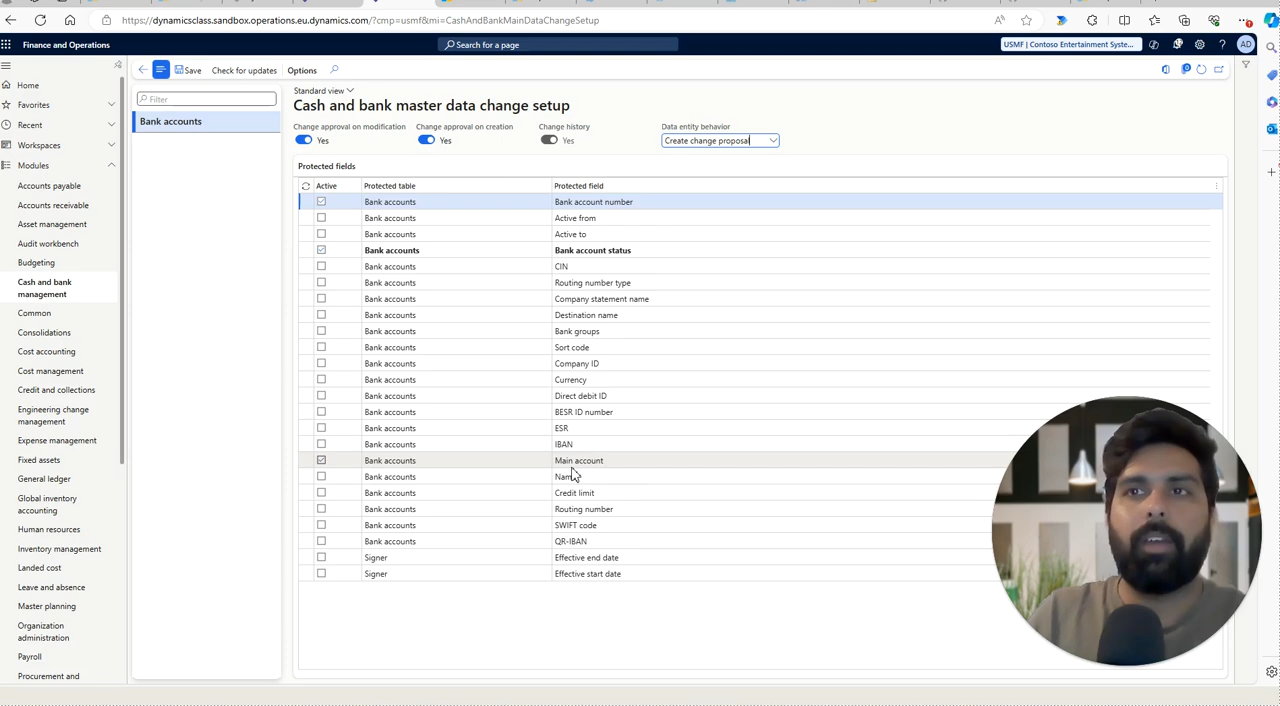 https://dynamicsclass.sandbox.operations.eu.dynamics.com/?cmp=usmf&mi=CashAndBankMainDataChangeSetup
Finance and Operations
Search for a page
USMF | Contoso Entertainment Syste...
AD
Home
Favorites
Recent
Workspaces
Modules
Accounts payable
Accounts receivable
Asset management
Audit workbench
Budgeting
Cash and bank
management
Common
Consolidations
Cost accounting
Cost management
Credit and collections
Engineering change
management
Expense management
Fixed assets
General ledger
Global inventory
accounting
Human resources
Inventory management
Landed cost
Leave and absence
Master planning
Organization
administration
Payroll
Procurement and
Save
Check for updates
Options
0
Filter
Bank accounts
Standard view
Cash and bank master data change setup
Change approval on modification
Yes
Change approval on creation
Yes
Change history
Yes
Data entity behavior
Create change proposal
Protected fields
Active Protected table Protected field
Bank accounts Bank account number
Bank accounts Active from
Bank accounts Active to
Bank accounts Bank account status
Bank accounts CIN
Bank accounts Routing number type
Bank accounts Company statement name
Bank accounts Destination name
Bank accounts Bank groups
Bank accounts Sort code
Bank accounts Company ID
Bank accounts Currency
Bank accounts Direct debit ID
Bank accounts BESR ID number
Bank accounts ESR
Bank accounts IBAN
Bank accounts Main account
Bank accounts Name
Bank accounts Credit limit
Bank accounts Routing number
Bank accounts SWIFT code
Bank accounts QR-IBAN
Signer Effective end date
Signer Effective start date